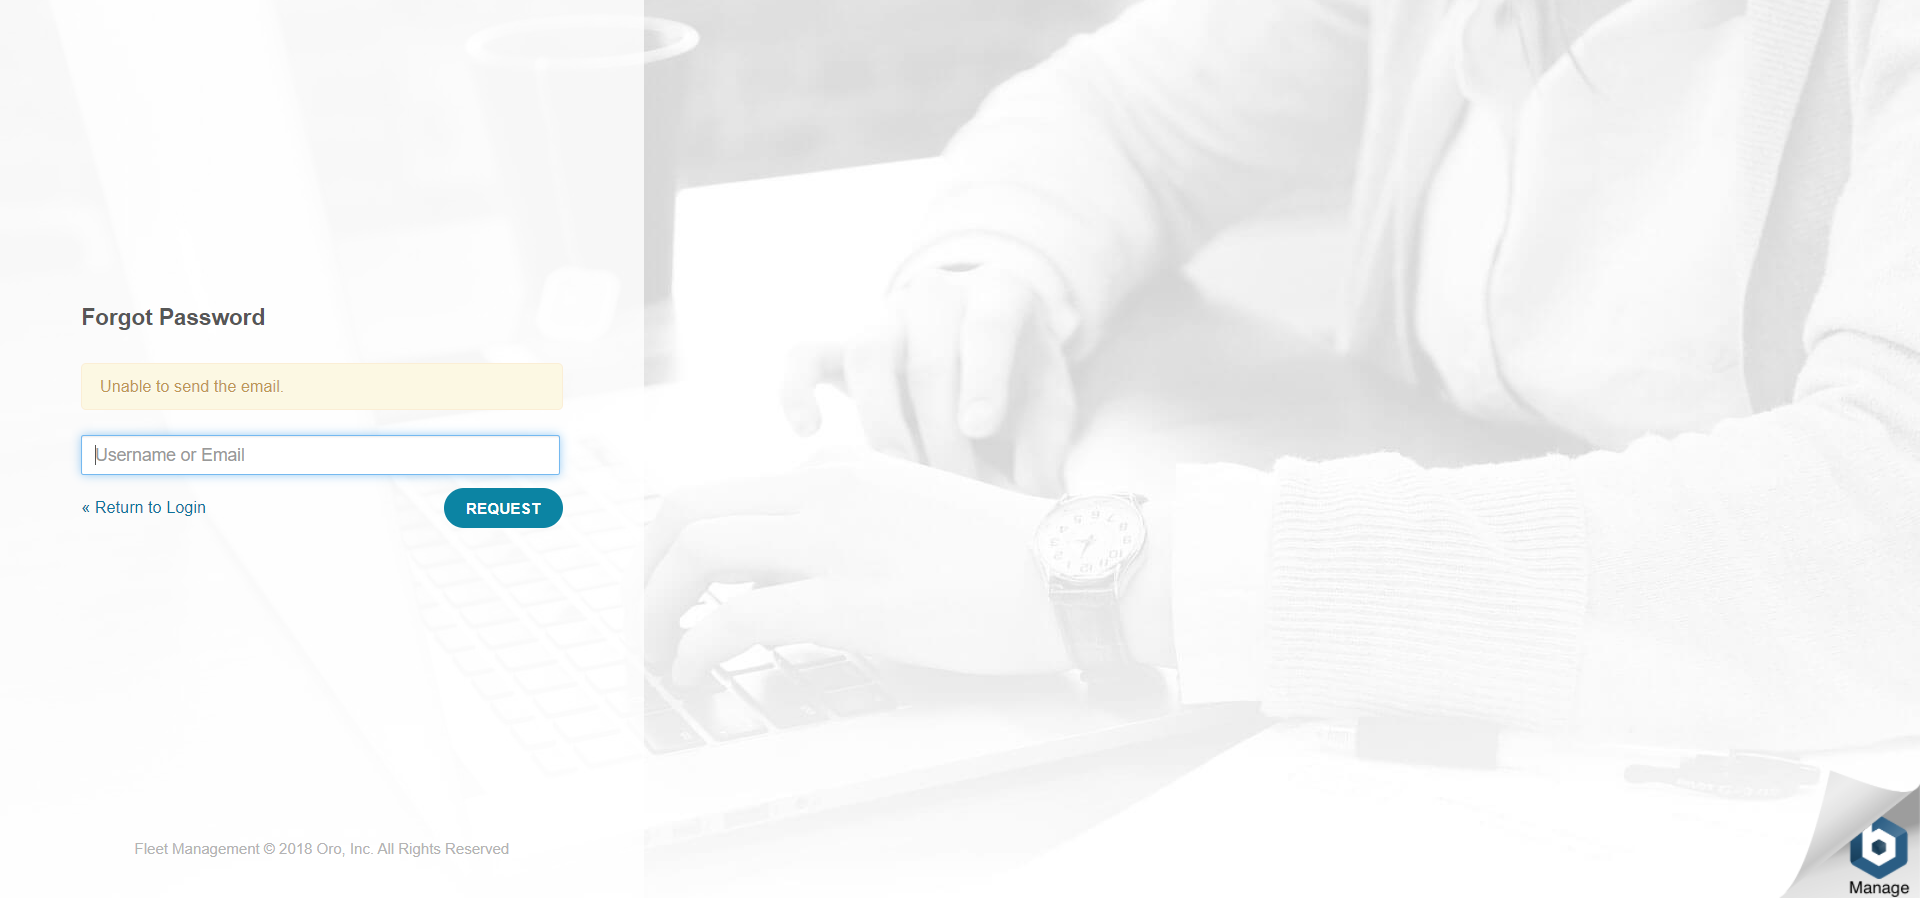 Forgot Password
Unable to send the email.
Username or Email
« Return to Login
REQUEST
Fleet Management © 2018 Oro, Inc. All Rights Reserved
Manage